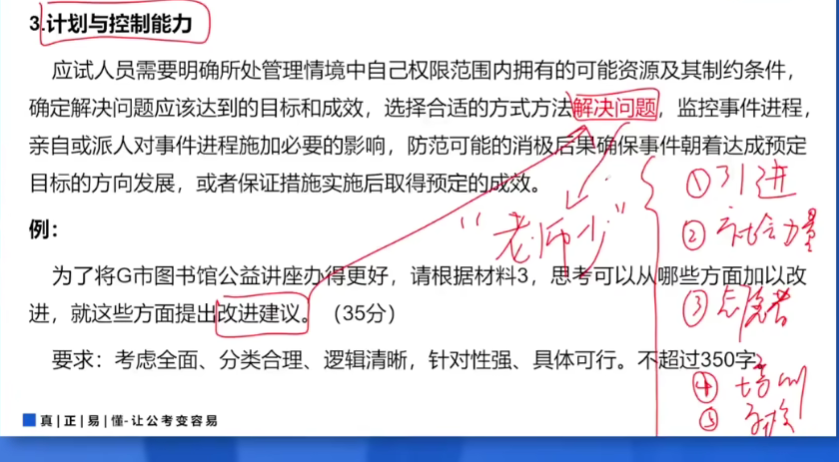 3.计划与控制能力
应试人员需要明确所处管理情境中自己权限范围内拥有的可能资源及其制约条件，
确定解决问题应该达到的目标和成效，选择合适的方式方法解决问题，监控事件进程，
亲自或派人对事件进程施加必要的影响，防范可能的消极后果确保事件朝着达成预定
目标的方向发展，或者保证措施实施后取得预定的成效。
①引进
"老师少"
②社会力量
例：
为了将G市图书馆公益讲座办得更好，请根据材料3，思考可以从哪些方面加以改
进，就这些方面提出改进建议。（35分）
③志愿者
要求：考虑全面、分类合理、逻辑清晰，针对性强、具体可行。不超过350字。
④培训
⑤
真|正|易|懂-让公考变容易